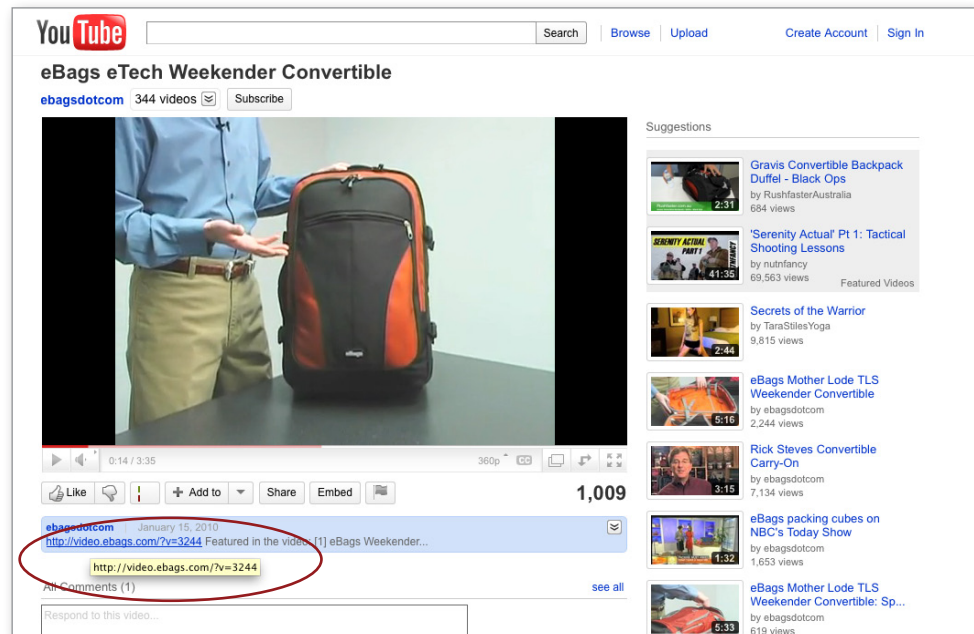 YouTube
Search
Browse
Upload
Create Account
Sign In
eBags eTech Weekender Convertible
ebagsdotcom
344 videos
Subscribe
eBags
0:14 / 3:35
360p
CC
Like
Add to
Share
Embed
1,009
ebagsdotcom January 15, 2010
http://video.ebags.com/?v=3244 Featured in the video: [1] eBags Weekender...
http://video.ebags.com/?v=3244
All Comments (1)
see all
Respond to this video...
Suggestions
2:31
Gravis Convertible Backpack
Duffel - Black Ops
by RushfasterAustralia
684 views
SERENITY ACTUAL
PART 1
41:35
'Serenity Actual' Pt 1: Tactical
Shooting Lessons
by nutnfancy
69,563 views
Featured Videos
2:44
Secrets of the Warrior
by TaraStilesYoga
9,815 views
5:16
eBags Mother Lode TLS
Weekender Convertible
by ebagsdotcom
2,244 views
3:15
Rick Steves Convertible
Carry-On
by ebagsdotcom
7,134 views
1:32
eBags packing cubes on
NBC's Today Show
by ebagsdotcom
1,653 views
5:33
eBags Mother Lode TLS
Weekender Convertible: Sp...
by ebagsdotcom
619 views